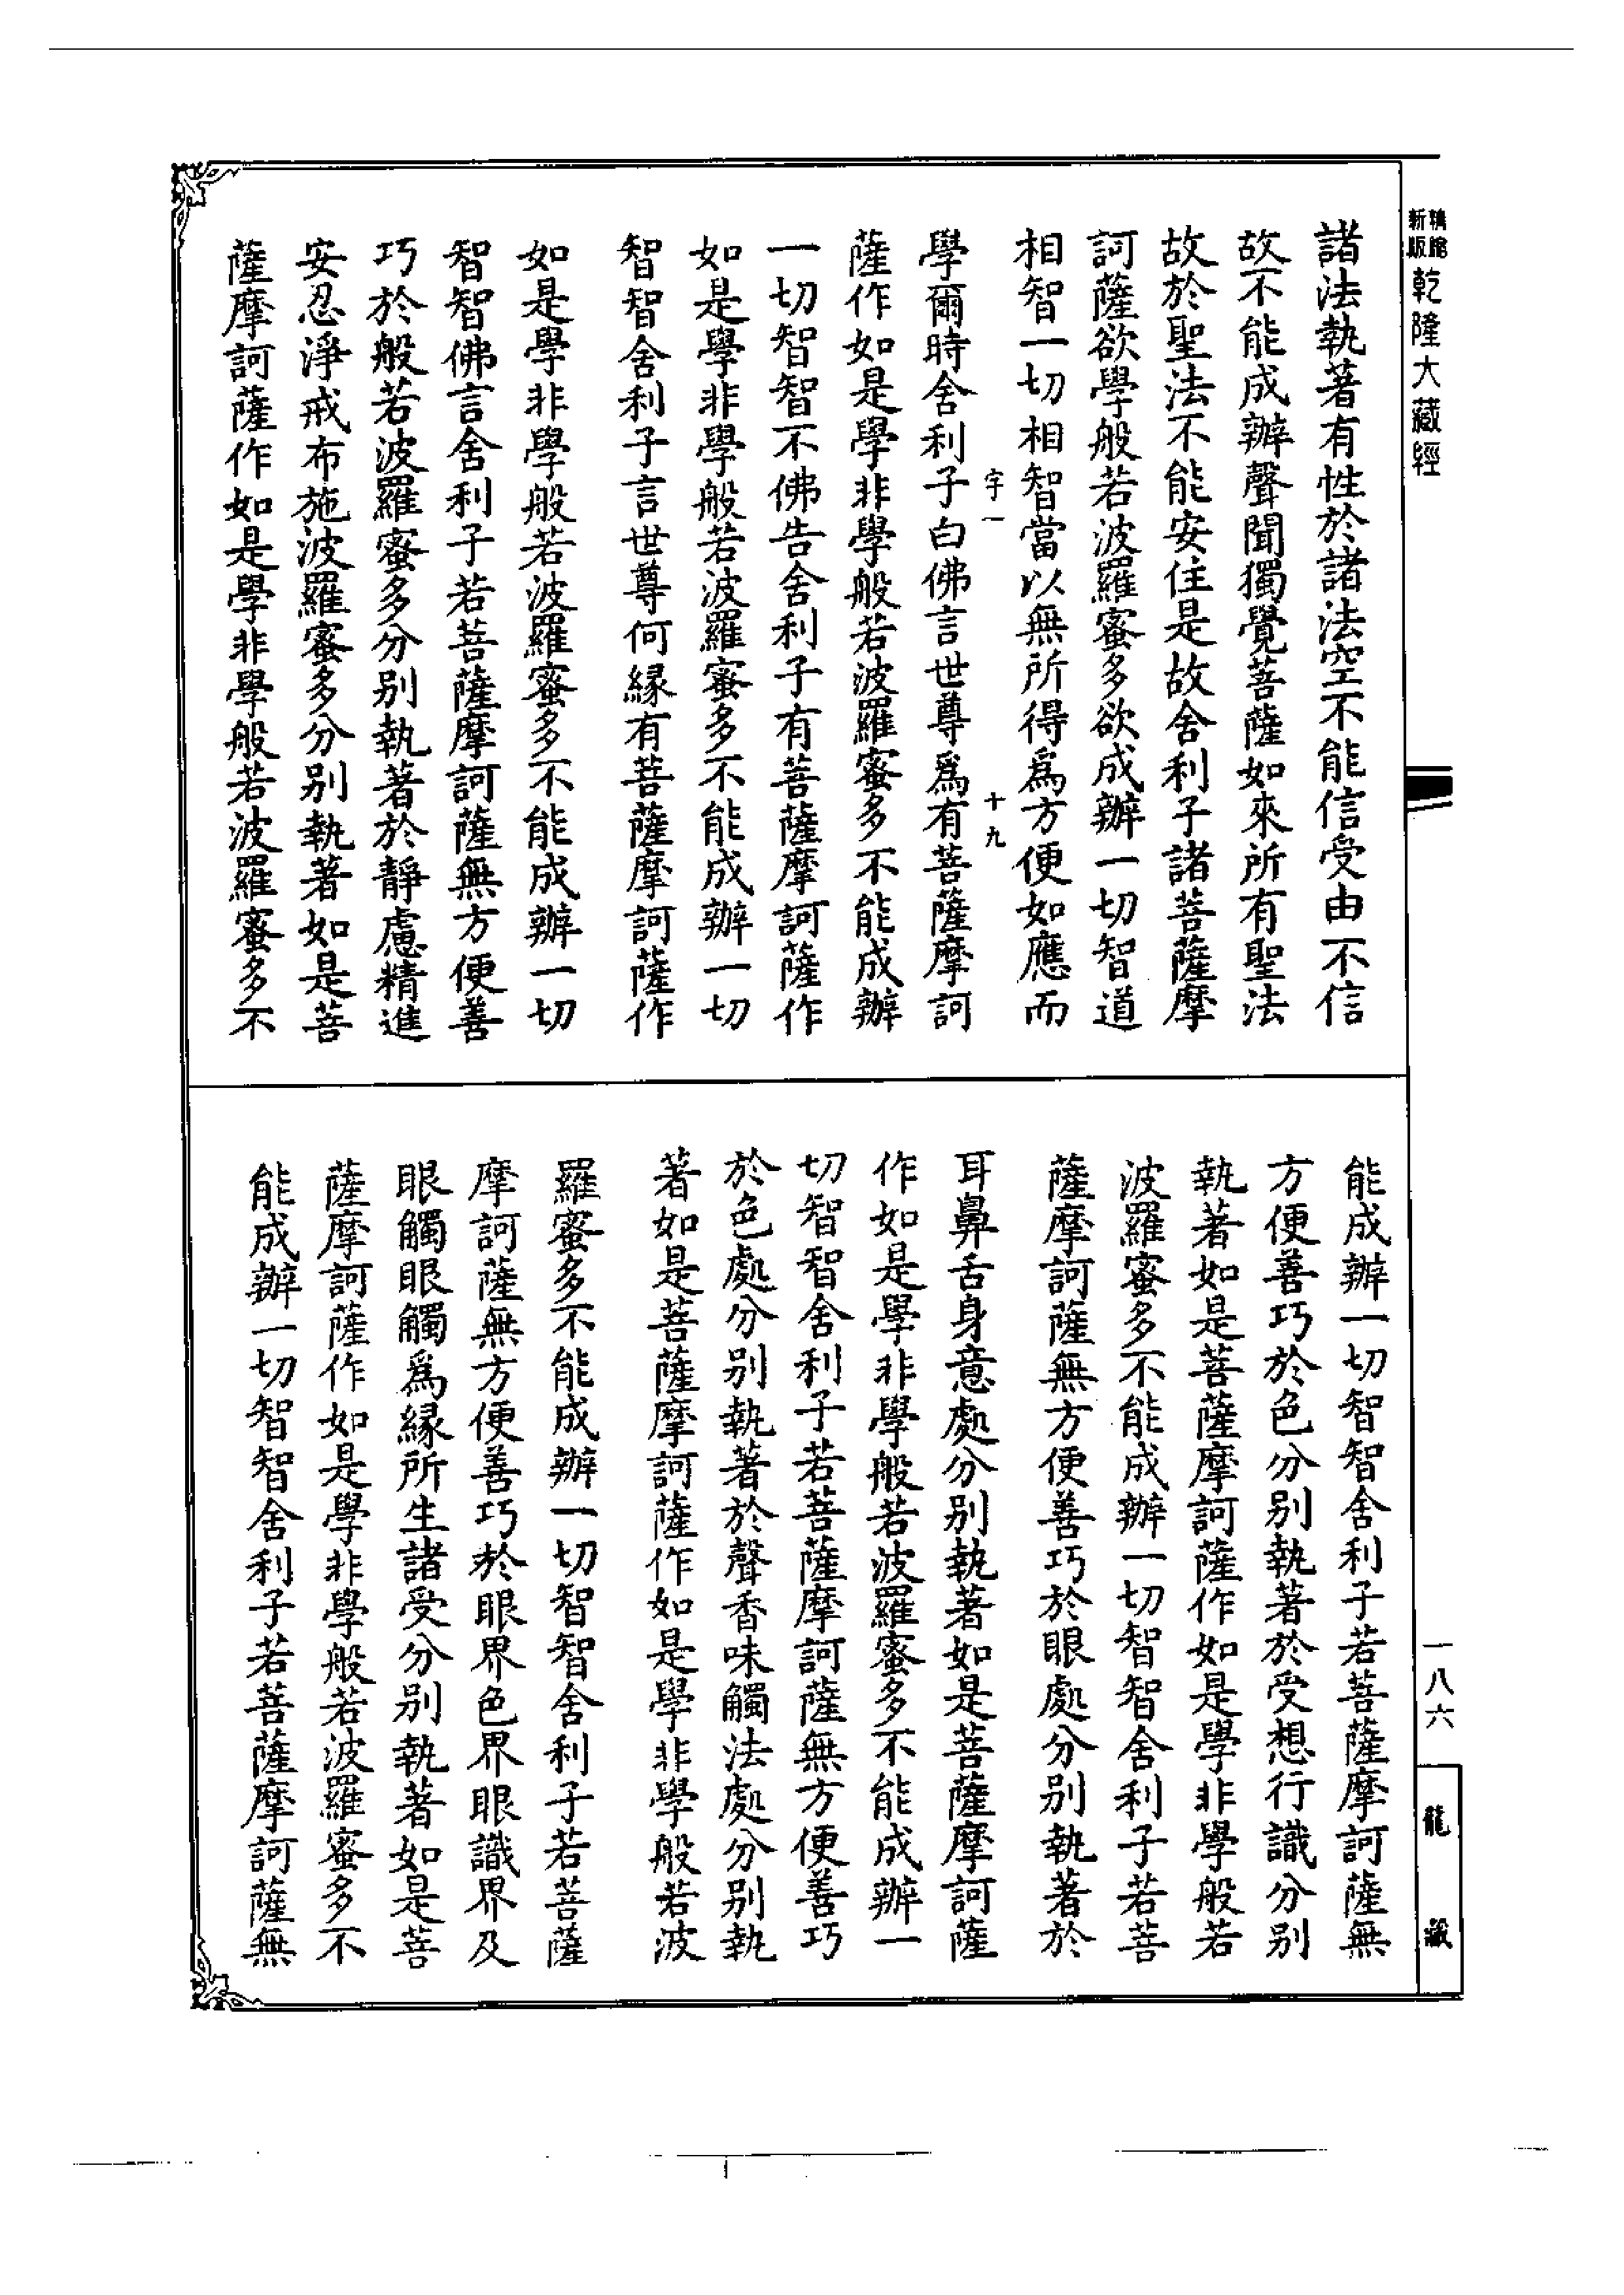 新版
精縮
乾隆大藏經
諸法執著有性於諸法空不能信受由不信
故不能成辦聲聞獨覺菩薩如來所有聖法
故於聖法不能安住是故舍利子諸菩薩摩
訶薩欲學般若波羅蜜多欲成辦一切智道
相智一切相智當以無所得爲方便如應而
字一 十九
學爾時舍利子白佛言世尊爲有菩薩摩訶
薩作如是學非學般若波羅蜜多不能成辦
一切智智不佛告舍利子有菩薩摩訶薩作
如是學非學般若波羅蜜多不能成辦一切
智智舍利子言世尊何緣有菩薩摩訶薩作
如是學非學般若波羅蜜多不能成辦一切
智智佛言舍利子若菩薩摩訶薩無方便善
巧於般若波羅蜜多分別執著於靜慮精進
安忍淨戒布施波羅蜜多分別執著如是菩
薩摩訶薩作如是學非學般若波羅蜜多不
能成辦一切智智舍利子若菩薩摩訶薩無
方便善巧於色分別執著於受想行識分別
執著如是菩薩摩訶薩作如是學非學般若
波羅蜜多不能成辦一切智智舍利子若菩
薩摩訶薩無方便善巧於眼處分別執著於
耳鼻舌身意處分別執著如是菩薩摩訶薩
作如是學非學般若波羅蜜多不能成辦一
切智智舍利子若菩薩摩訶薩無方便善巧
於色處分別執著於聲香味觸法處分別執
著如是菩薩摩訶薩作如是學非學般若波
羅蜜多不能成辦一切智智舍利子若菩薩
摩訶薩無方便善巧於眼界色界眼識界及
眼觸眼觸爲緣所生諸受分別執著如是菩
薩摩訶薩作如是學非學般若波羅蜜多不
能成辦一切智智舍利子若菩薩摩訶薩無
一八六
龍藏